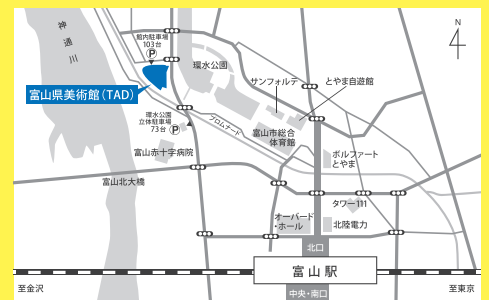 N
神通川
館内駐車場
103台
P
環水公園
サンフォルテ
とやま自遊館
富山県美術館(TAD)
環水公園
立体駐車場
73台 P
プロムナード
富山市総合
体育館
富山赤十字病院
ボルファート
とやま
富山北大橋
タワー111
オーバード
・ホール
北陸電力
北口
富山駅
至金沢
至東京
中央・南口